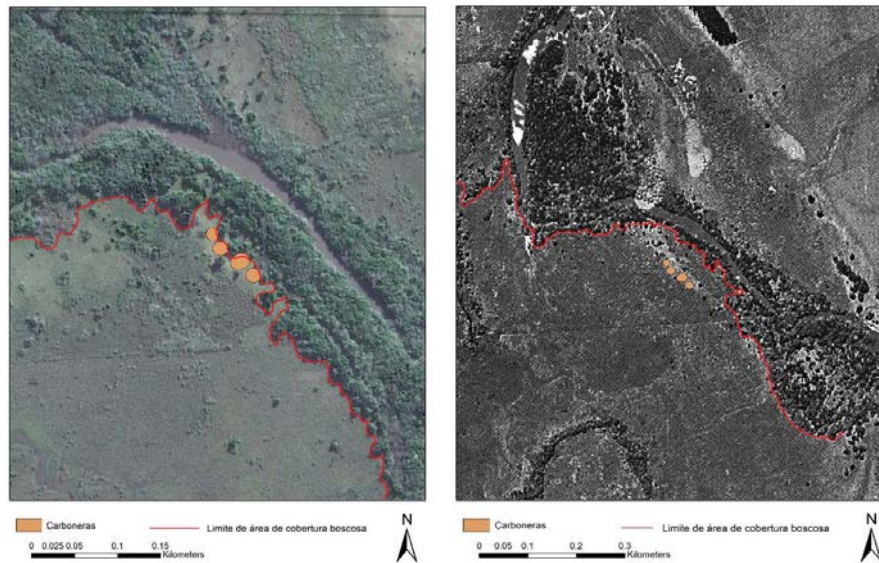 Carboneras
Limite de área de cobertura boscosa
N
0 0.025 0.05 0.1 0.15
Kilometers
Carboneras
Limite de área de cobertura boscosa
N
0 0.05 0.1 0.2 0.3
Kilometers